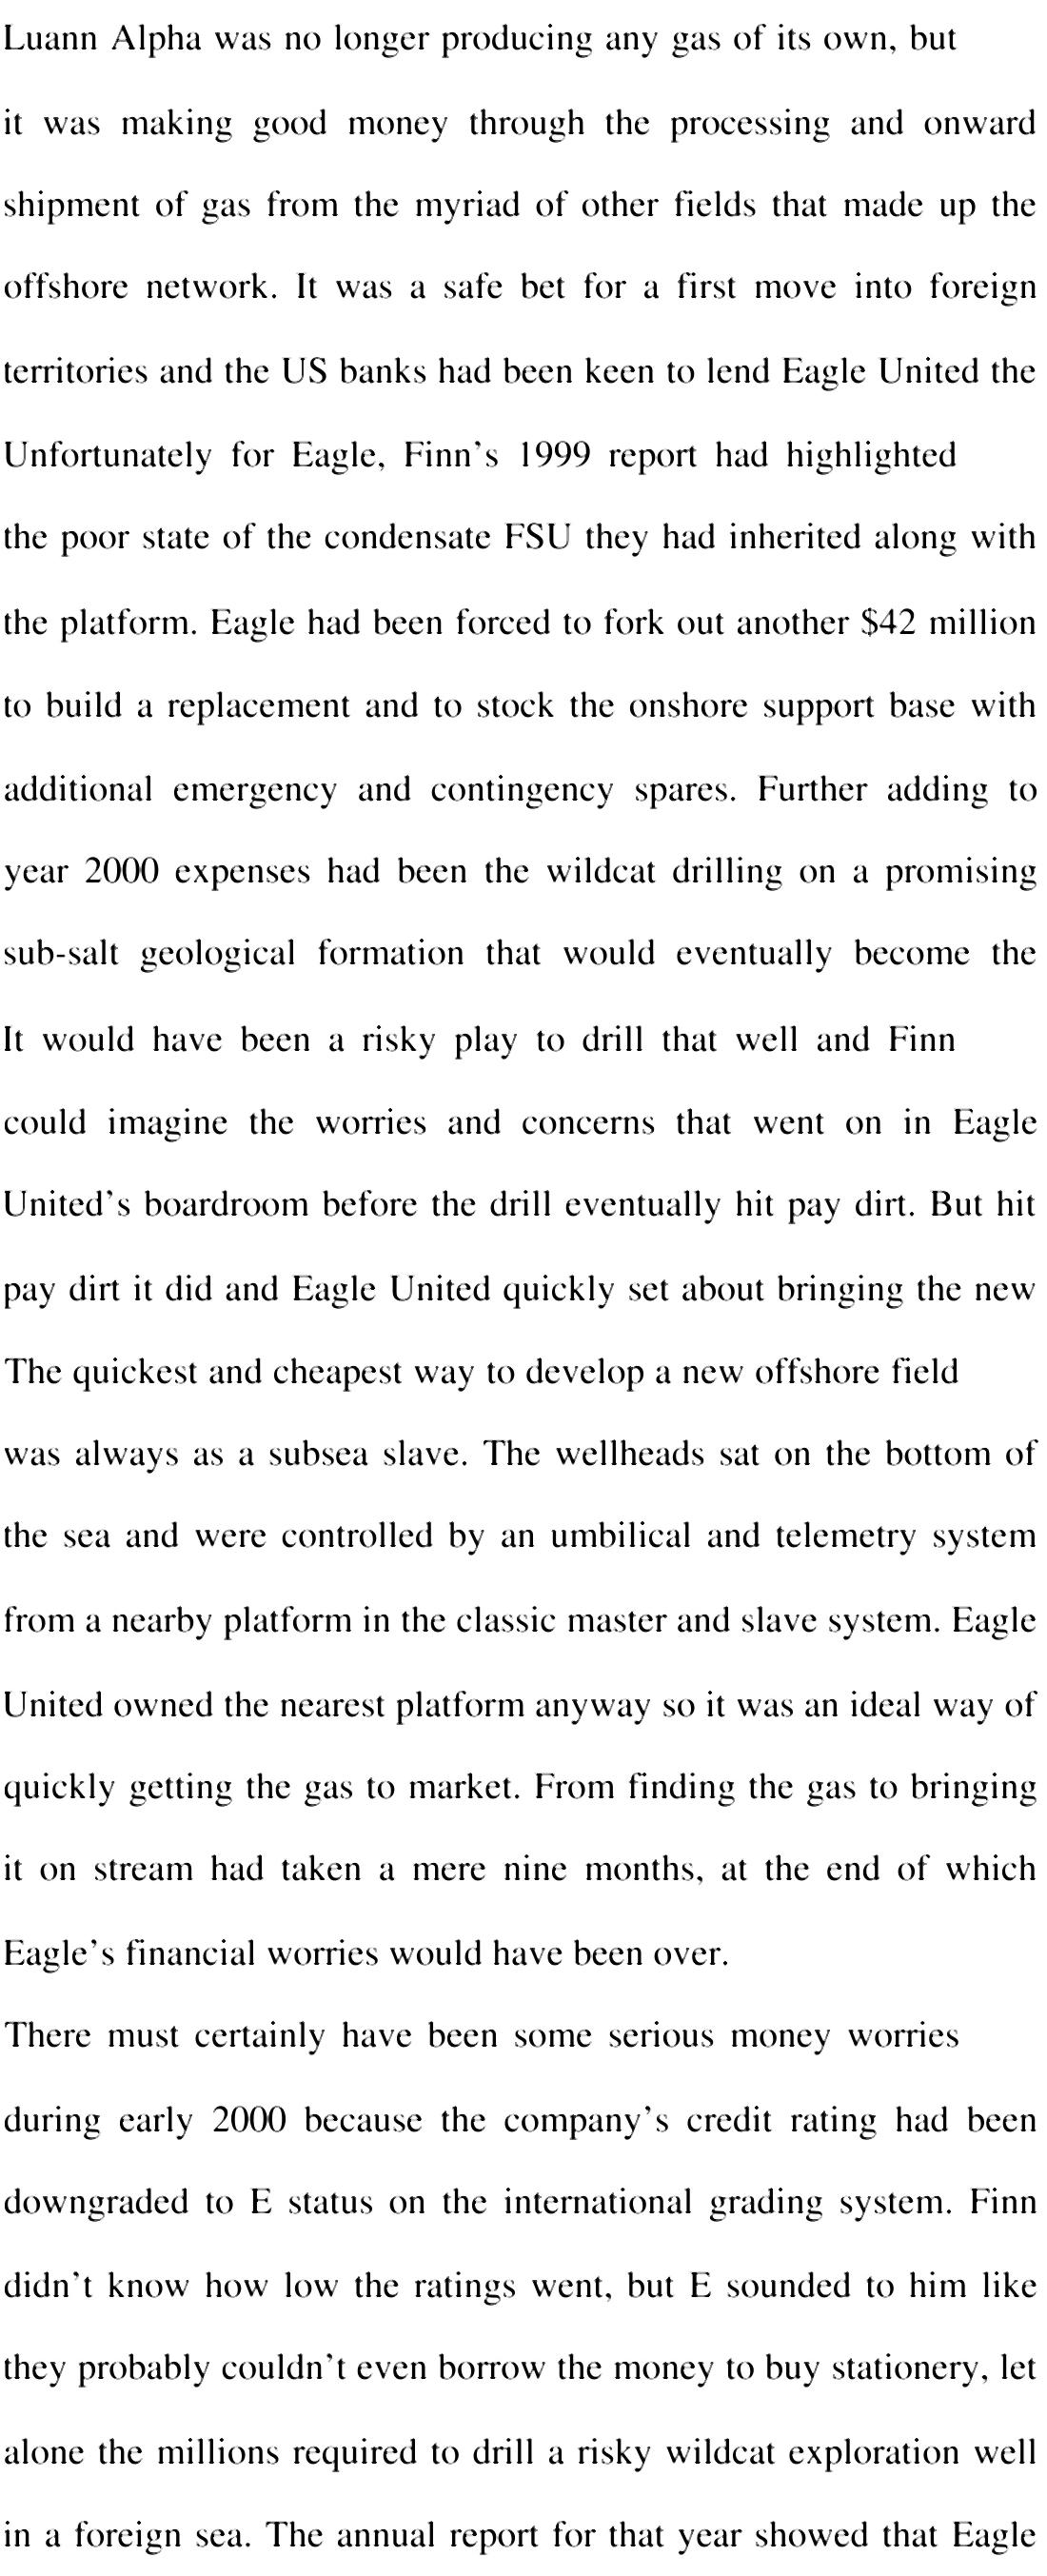 Luann Alpha was no longer producing any gas of its own, but
it was making good money through the processing and onward
shipment of gas from the myriad of other fields that made up the
offshore network. It was a safe bet for a first move into foreign
territories and the US banks had been keen to lend Eagle United the
Unfortunately for Eagle, Finn’s 1999 report had highlighted
the poor state of the condensate FSU they had inherited along with
the platform. Eagle had been forced to fork out another $42 million
to build a replacement and to stock the onshore support base with
additional emergency and contingency spares. Further adding to
year 2000 expenses had been the wildcat drilling on a promising
sub-salt geological formation that would eventually become the
It would have been a risky play to drill that well and Finn
could imagine the worries and concerns that went on in Eagle
United’s boardroom before the drill eventually hit pay dirt. But hit
pay dirt it did and Eagle United quickly set about bringing the new
The quickest and cheapest way to develop a new offshore field
was always as a subsea slave. The wellheads sat on the bottom of
the sea and were controlled by an umbilical and telemetry system
from a nearby platform in the classic master and slave system. Eagle
United owned the nearest platform anyway so it was an ideal way of
quickly getting the gas to market. From finding the gas to bringing
it on stream had taken a mere nine months, at the end of which
Eagle’s financial worries would have been over.
There must certainly have been some serious money worries
during early 2000 because the company’s credit rating had been
downgraded to E status on the international grading system. Finn
didn’t know how low the ratings went, but E sounded to him like
they probably couldn’t even borrow the money to buy stationery, let
alone the millions required to drill a risky wildcat exploration well
in a foreign sea. The annual report for that year showed that Eagle